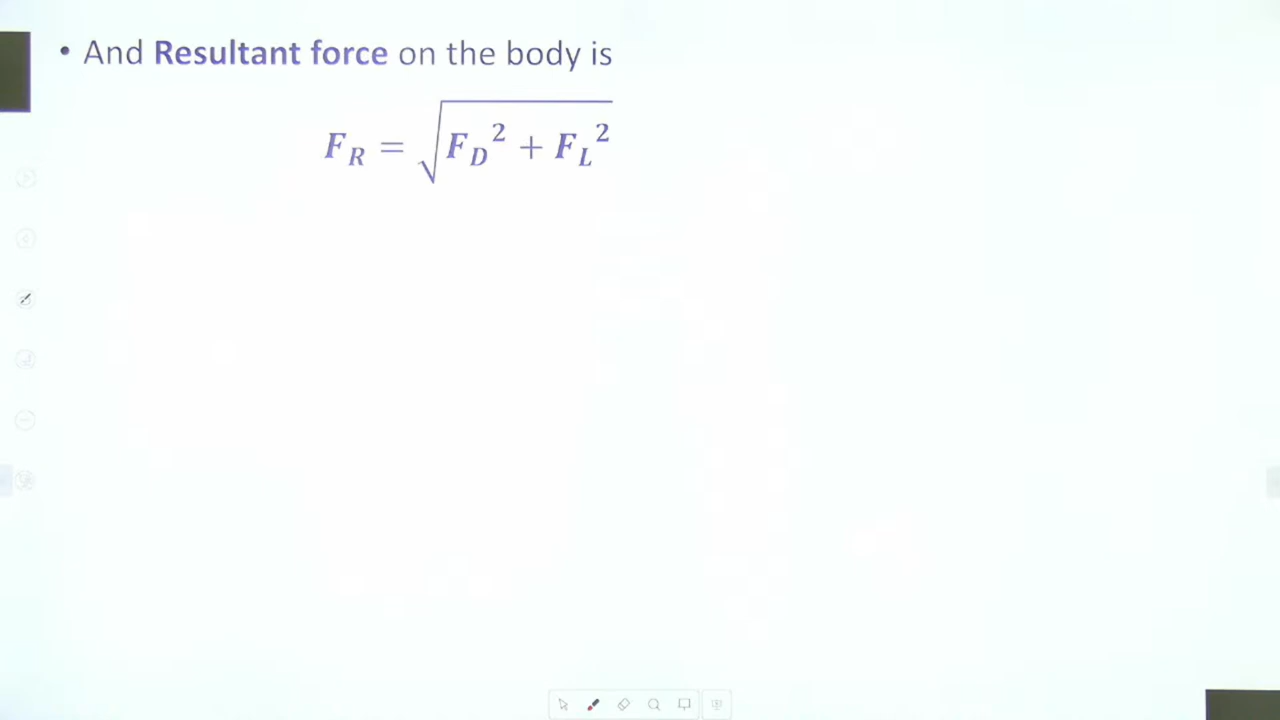 • And Resultant force on the body is
F_R = √(F_D² + F_L²)